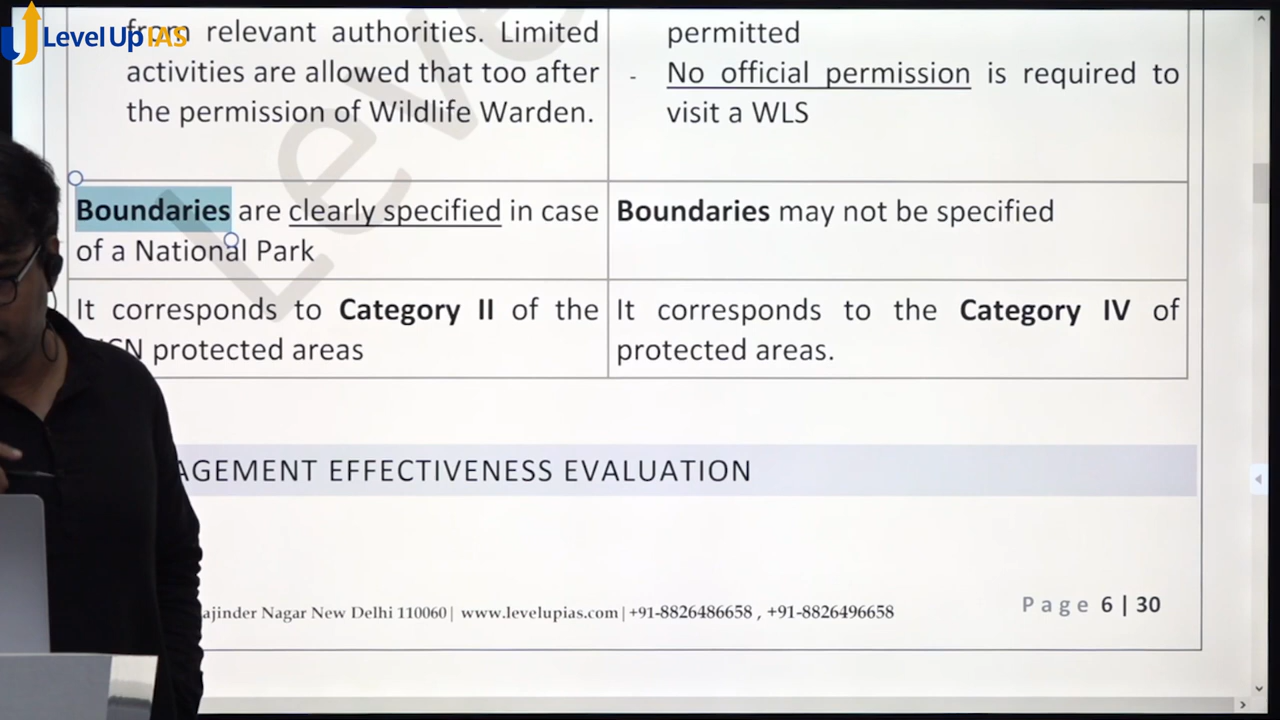 Level Up IAS
from relevant authorities. Limited
activities are allowed that too after
the permission of Wildlife Warden.
permitted
- No official permission is required to
visit a WLS
Boundaries are clearly specified in case
of a National Park
Boundaries may not be specified
It corresponds to Category II of the
protected areas
It corresponds to the Category IV of
protected areas.
AGEMENT EFFECTIVENESS EVALUATION
ajinder Nagar New Delhi 110060| www.levelupias.com|+91-8826486658 , +91-8826496658
Page 6 | 30